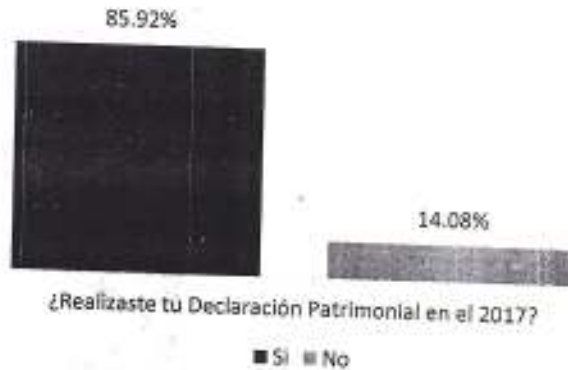 85.92%
14.08%
¿Realizaste tu Declaración Patrimonial en el 2017?
Si No